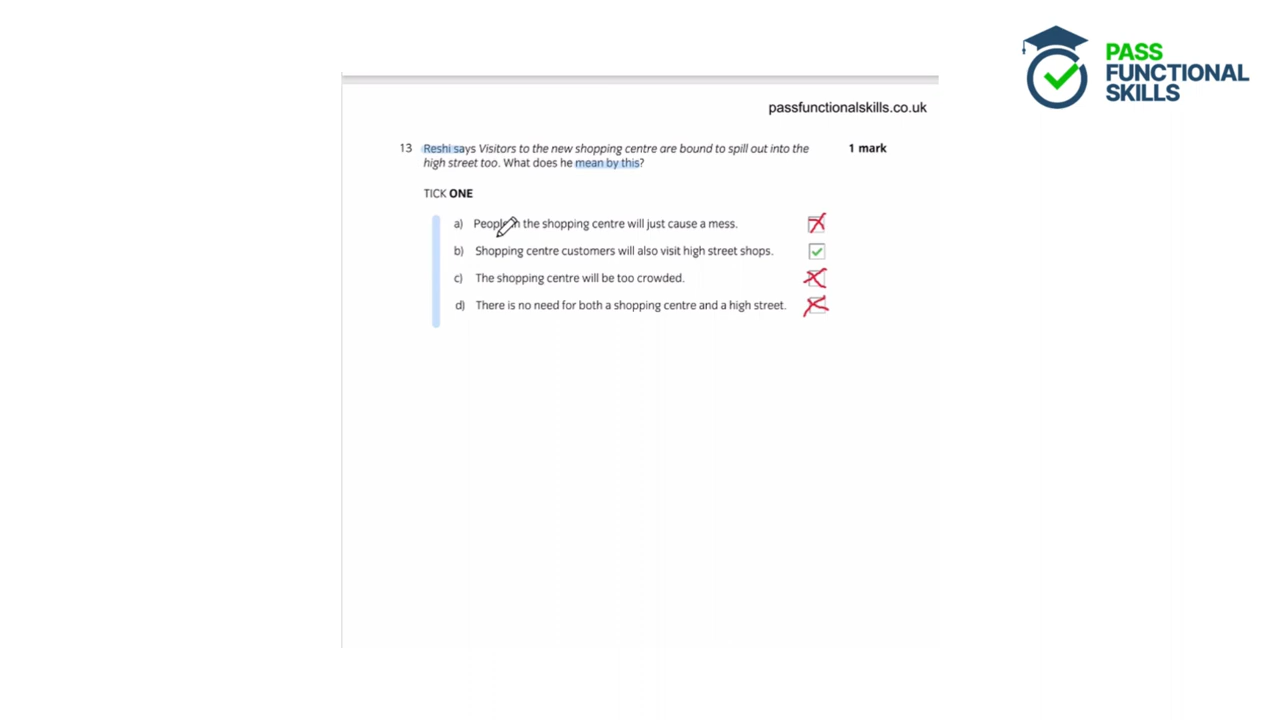 PASS
FUNCTIONAL
SKILLS
passfunctionalskills.co.uk
13 Reshi says Visitors to the new shopping centre are bound to spill out into the 1 mark
high street too. What does he mean by this?
TICK ONE
a) People in the shopping centre will just cause a mess.
b) Shopping centre customers will also visit high street shops.
c) The shopping centre will be too crowded.
d) There is no need for both a shopping centre and a high street.